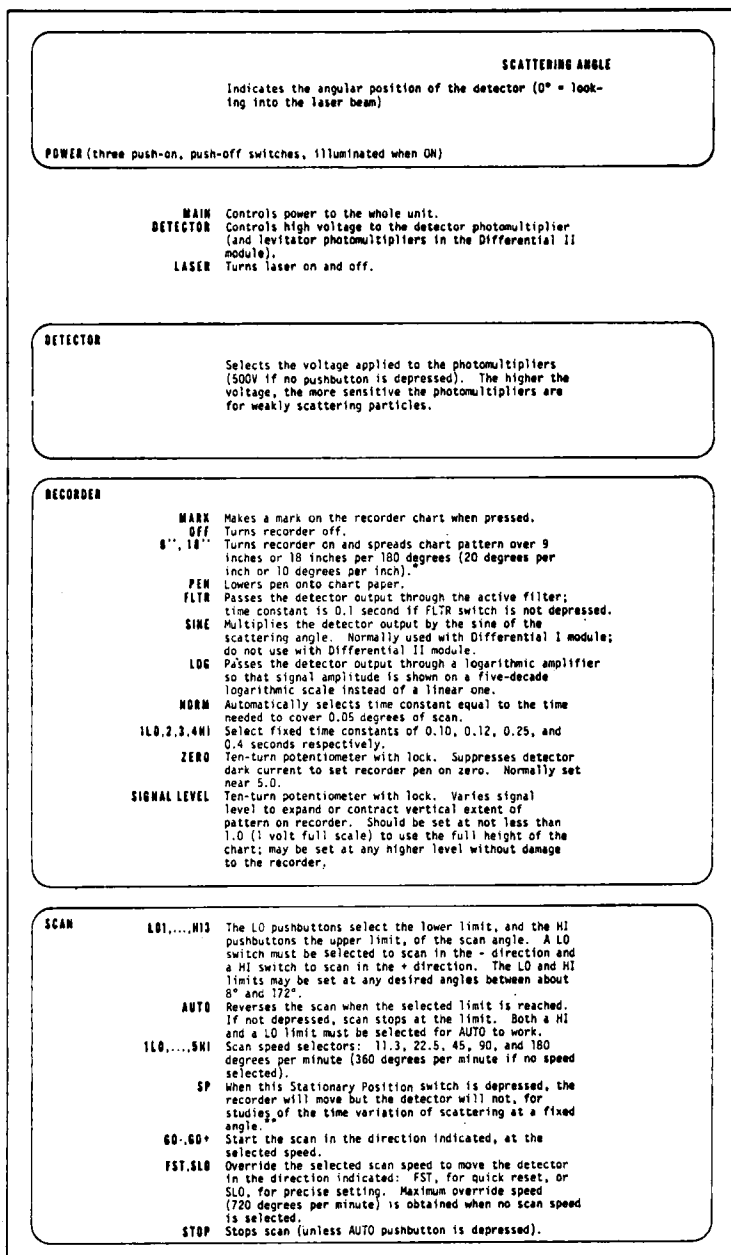 SCATTERING ANGLE
Indicates the angular position of the detector (0° = look-
ing into the laser beam)
POWER (three push-on, push-off switches, illuminated when ON)
MAIN Controls power to the whole unit.
DETECTOR Controls high voltage to the detector photomultiplier
(and levitator photomultipliers in the Differential II
module).
LASER Turns laser on and off.
DETECTOR
Selects the voltage applied to the photomultipliers
(500V if no pushbutton is depressed). The higher the
voltage, the more sensitive the photomultipliers are
for weakly scattering particles.
RECORDER
MARK Makes a mark on the recorder chart when pressed.
OFF Turns recorder off.
18'' Turns recorder on and spreads chart pattern over 9
inches or 18 inches per 180 degrees (20 degrees per
inch or 10 degrees per inch).*
PEN Lowers pen onto chart paper.
FLTR Passes the detector output through the active filter;
time constant is 0.1 second if FLTR switch is not depressed.
SINE Multiplies the detector output by the sine of the
scattering angle. Normally used with Differential I module;
do not use with Differential II module.
LOG Passes the detector output through a logarithmic amplifier
so that signal amplitude is shown on a five-decade
logarithmic scale instead of a linear one.
NORM Automatically selects time constant equal to the time
needed to cover 0.05 degrees of scan.
1LO,2,3,4HI Select fixed time constants of 0.10, 0.12, 0.25, and
0.4 seconds respectively.
ZERO Ten-turn potentiometer with lock. Suppresses detector
dark current to set recorder pen on zero. Normally set
near 5.0.
SIGNAL LEVEL Ten-turn potentiometer with lock. Varies signal
level to expand or contract vertical extent of
pattern on recorder. Should be set at not less than
1.0 (1 volt full scale) to use the full height of the
chart; may be set at any higher level without damage
to the recorder.
SCAN LO1,...,HI3 The LO pushbuttons select the lower limit, and the HI
pushbuttons the upper limit, of the scan angle. A LO
switch must be selected to scan in the - direction and
a HI switch to scan in the + direction. The LO and HI
limits may be set at any desired angles between about
8° and 172°.
AUTO Reverses the scan when the selected limit is reached.
If not depressed, scan stops at the limit. Both a HI
and a LO limit must be selected for AUTO to work.
1LO,...,5HI Scan speed selectors: 11.3, 22.5, 45, 90, and 180
degrees per minute (360 degrees per minute if no speed
selected).
SP When this Stationary Position switch is depressed, the
recorder will move but the detector will not, for
studies of the time variation of scattering at a fixed
angle.**
GO-,GO+ Start the scan in the direction indicated, at the
selected speed.
FST,SLO Override the selected scan speed to move the detector
in the direction indicated: FST, for quick reset, or
SLO, for precise setting. Maximum override speed
(720 degrees per minute) is obtained when no scan speed
is selected.
STOP Stops scan (unless AUTO pushbutton is depressed).